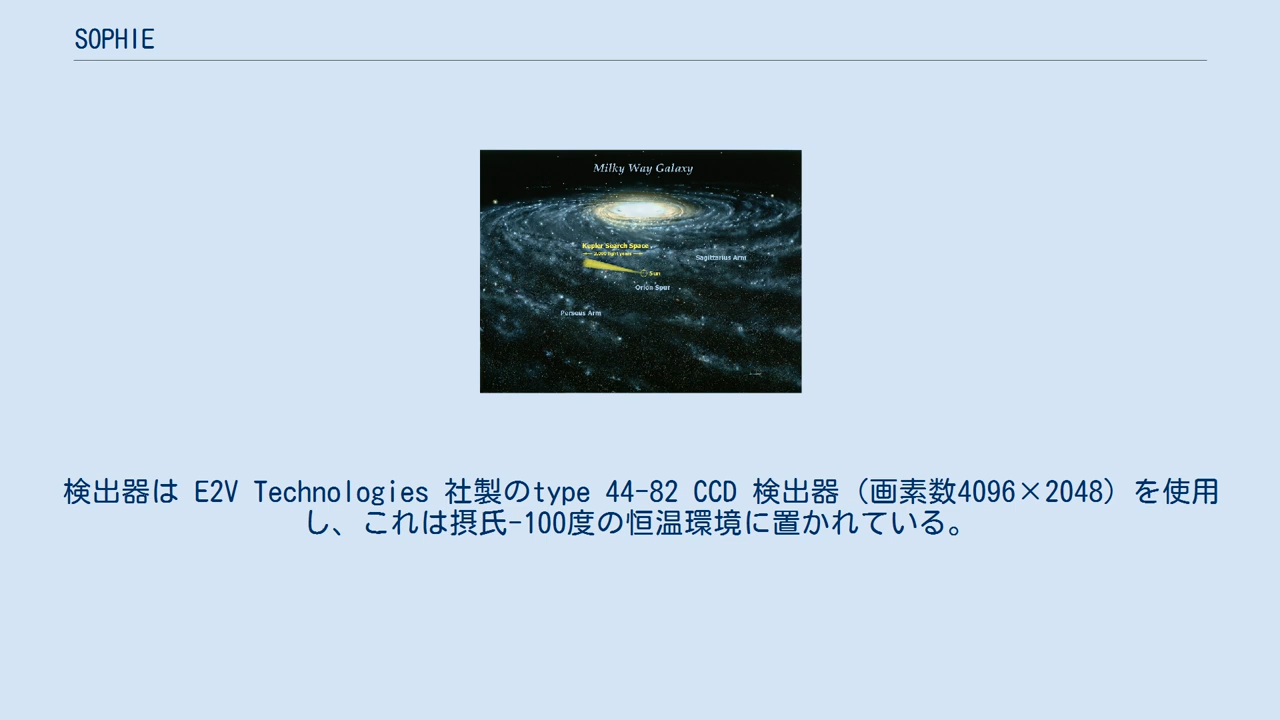 SOPHIE
Milky Way Galaxy
Kepler Search Space
Sagittarius Arm
Sun
Orion Spur
Perseus Arm
検出器は E2V Technologies 社製のtype 44-82 CCD 検出器（画素数4096×2048）を使用
し、これは摂氏-100度の恒温環境に置かれている。